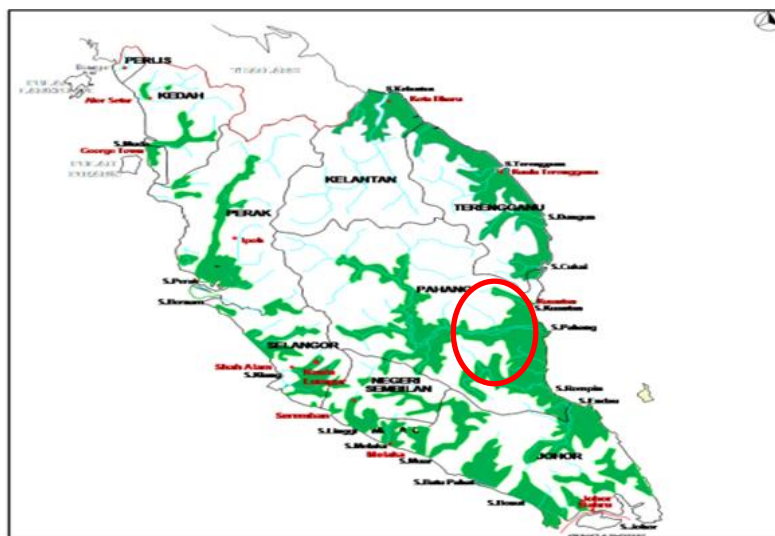 PERLIS
KEDAH
Alor Setar
S.Kelantan
Kota Bharu
S.Muda
George Town
S.Terengganu
Kuala Terengganu
KELANTAN
PERAK
TERENGGANU
S.Dungun
Ipoh
S.Cukai
S.Perak
PAHANG
Kuantan
S.Kuantan
S.Bernam
S.Pahang
SELANGOR
Shah Alam
S.Klang
Kuala
Lumpur
NEGERI
SEMBILAN
S.Rompin
S.Endau
Seremban
S.Linggi
S.Melaka
Melaka
S.Muar
JOHOR
S.Batu Pahat
S.Benut
Johor
Bahru
S.Johor